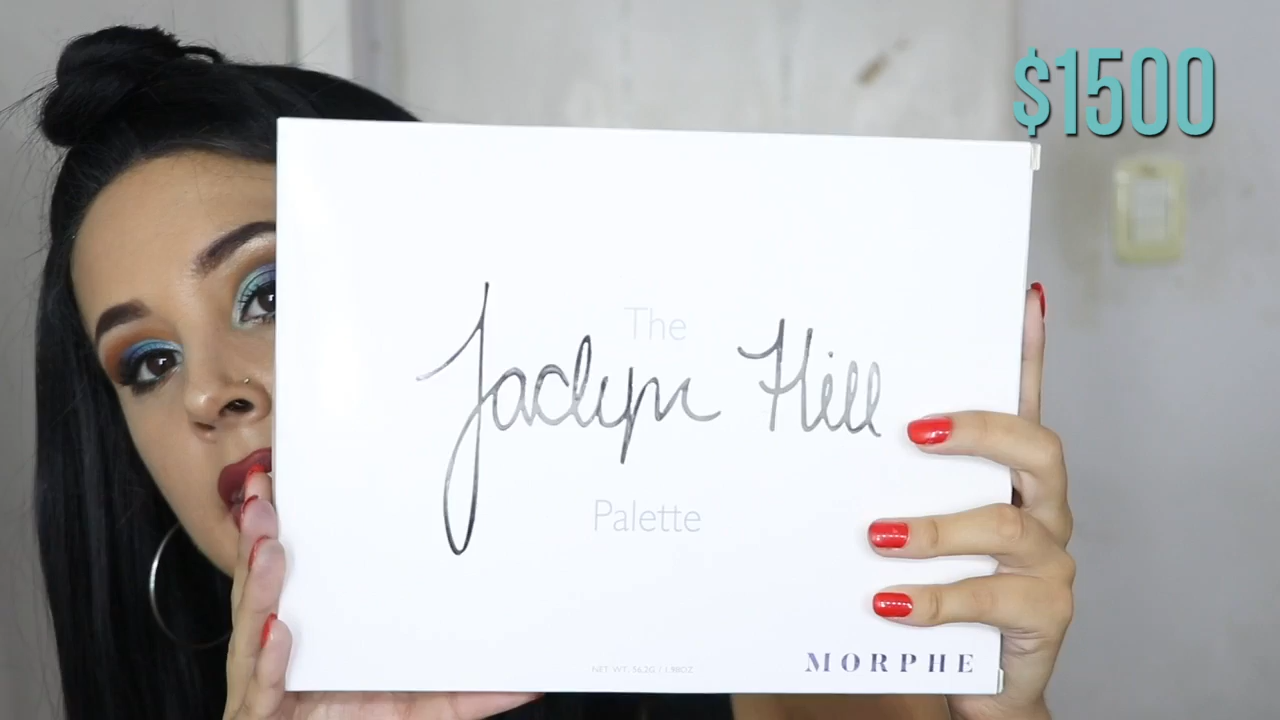 $1500
The
Jaclyn Hill
Palette
NET WT. 56.2G / 1.98OZ
MORPHE